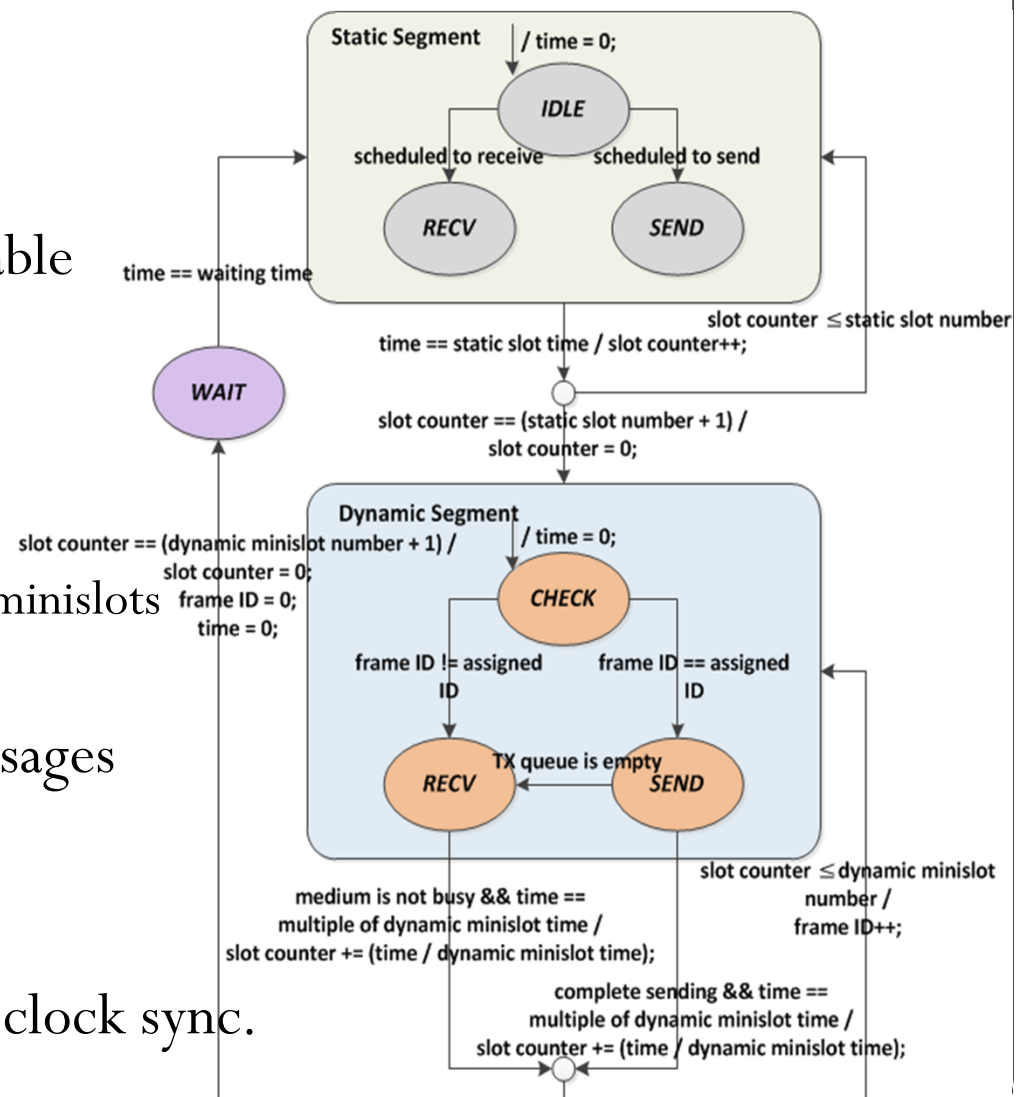 Static Segment
/ time = 0;
IDLE
scheduled to receive
scheduled to send
RECV
SEND
able
time == waiting time
slot counter ≤ static slot number
time == static slot time / slot counter++;
WAIT
slot counter == (static slot number + 1) /
slot counter = 0;
Dynamic Segment
/ time = 0;
slot counter == (dynamic minislot number + 1) /
slot counter = 0;
frame ID = 0;
time = 0;
minislots
CHECK
frame ID != assigned
ID
frame ID == assigned
ID
sages
TX queue is empty
RECV
SEND
slot counter ≤ dynamic minislot
number /
frame ID++;
medium is not busy && time ==
multiple of dynamic minislot time /
slot counter += (time / dynamic minislot time);
clock sync.
complete sending && time ==
multiple of dynamic minislot time /
slot counter += (time / dynamic minislot time);